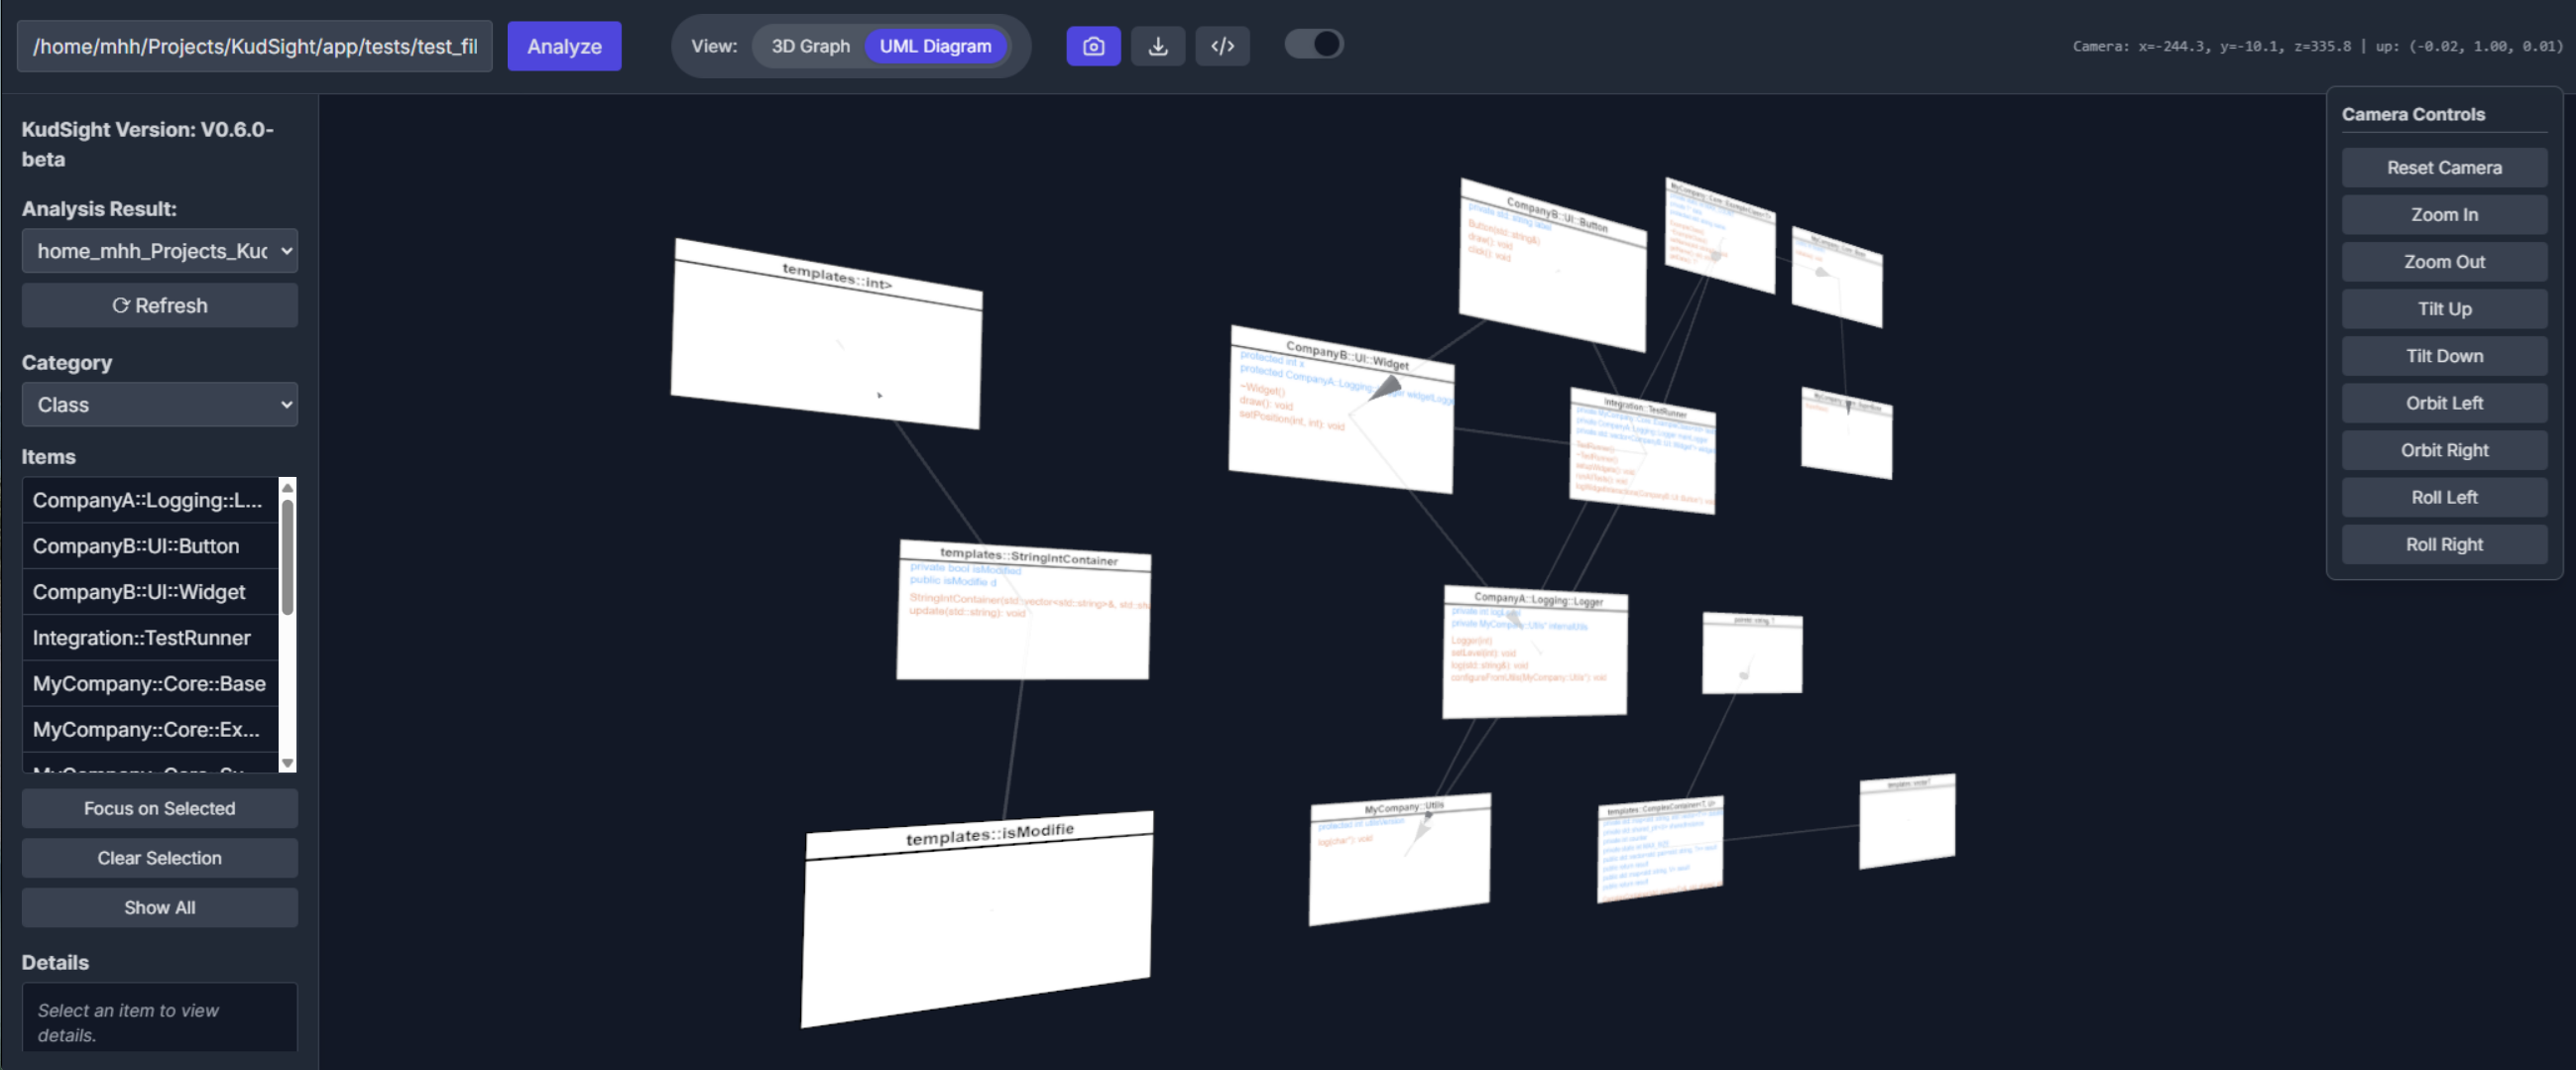 /home/mhh/Projects/KudSight/app/tests/test_fil
Analyze
View:
3D Graph
UML Diagram
Camera: x=-244.3, y=-10.1, z=335.8 | up: (-0.02, 1.00, 0.01)
KudSight Version: V0.6.0-
beta
Analysis Result:
home_mhh_Projects_Kuc
Refresh
Category
Class
Items
CompanyA::Logging::L...
CompanyB::UI::Button
CompanyB::UI::Widget
Integration::TestRunner
MyCompany::Core::Base
MyCompany::Core::Ex...
Focus on Selected
Clear Selection
Show All
Details
Select an item to view
details.
templates::int>
templates::StringIntContainer
private bool isModified
public isModifie d
StringIntContainer(std::vector<std::string>&, std::sh
update(std::string): void
templates::isModifie
CompanyB::UI::Button
private std::string label
Button(std::string&)
draw(): void
click(): void
CompanyB::UI::Widget
protected int x
protected CompanyA::Logging::
~Widget()
draw(): void
setPosition(int, int): void
Integration::TestRunner
CompanyA::Logging::Logger
private MyCompany::Utils* internalUtils
Logger(int)
setLevel(int): void
log(std::string&): void
configureFromUtils(MyCompany::Utils*): void
MyCompany::Utils
protected int
log(char*): void
templates::ComplexContainer<T, U>
Camera Controls
Reset Camera
Zoom In
Zoom Out
Tilt Up
Tilt Down
Orbit Left
Orbit Right
Roll Left
Roll Right